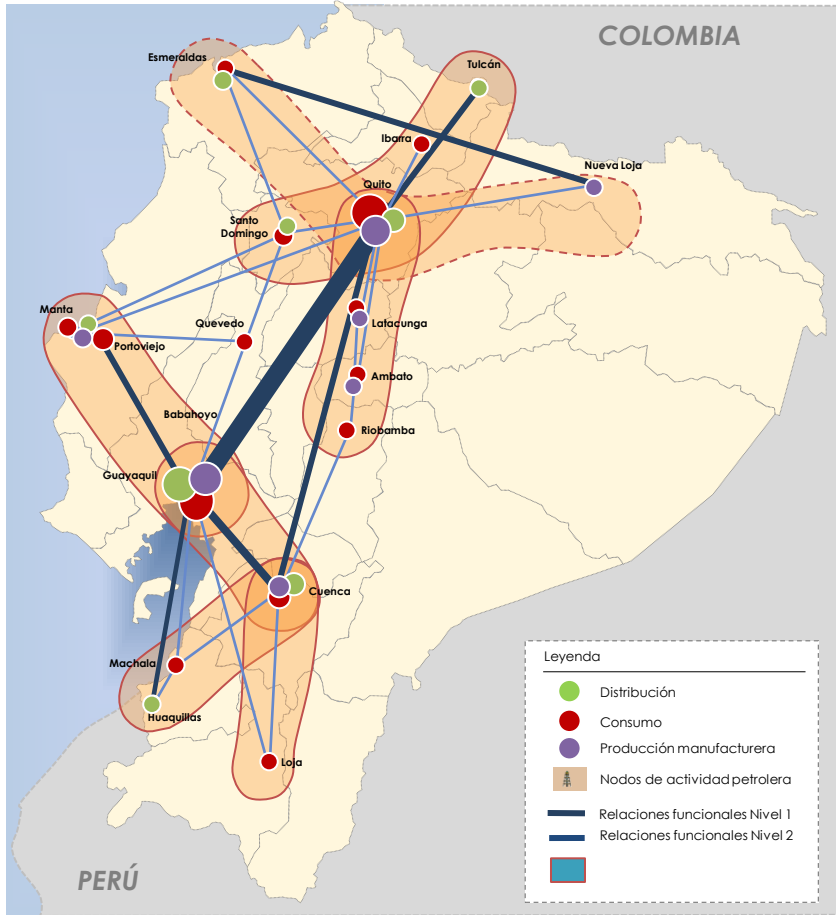 COLOMBIA
Esmeraldas
Tulcán
Ibarra
Nueva Loja
Quito
Santo
Domingo
Manta
Quevedo
Latacunga
Portoviejo
Ambato
Babahoyo
Riobamba
Guayaquil
Cuenca
Machala
Huaquillas
Loja
PERÚ
Leyenda
Distribución
Consumo
Producción manufacturera
Nodos de actividad petrolera
Relaciones funcionales Nivel 1
Relaciones funcionales Nivel 2